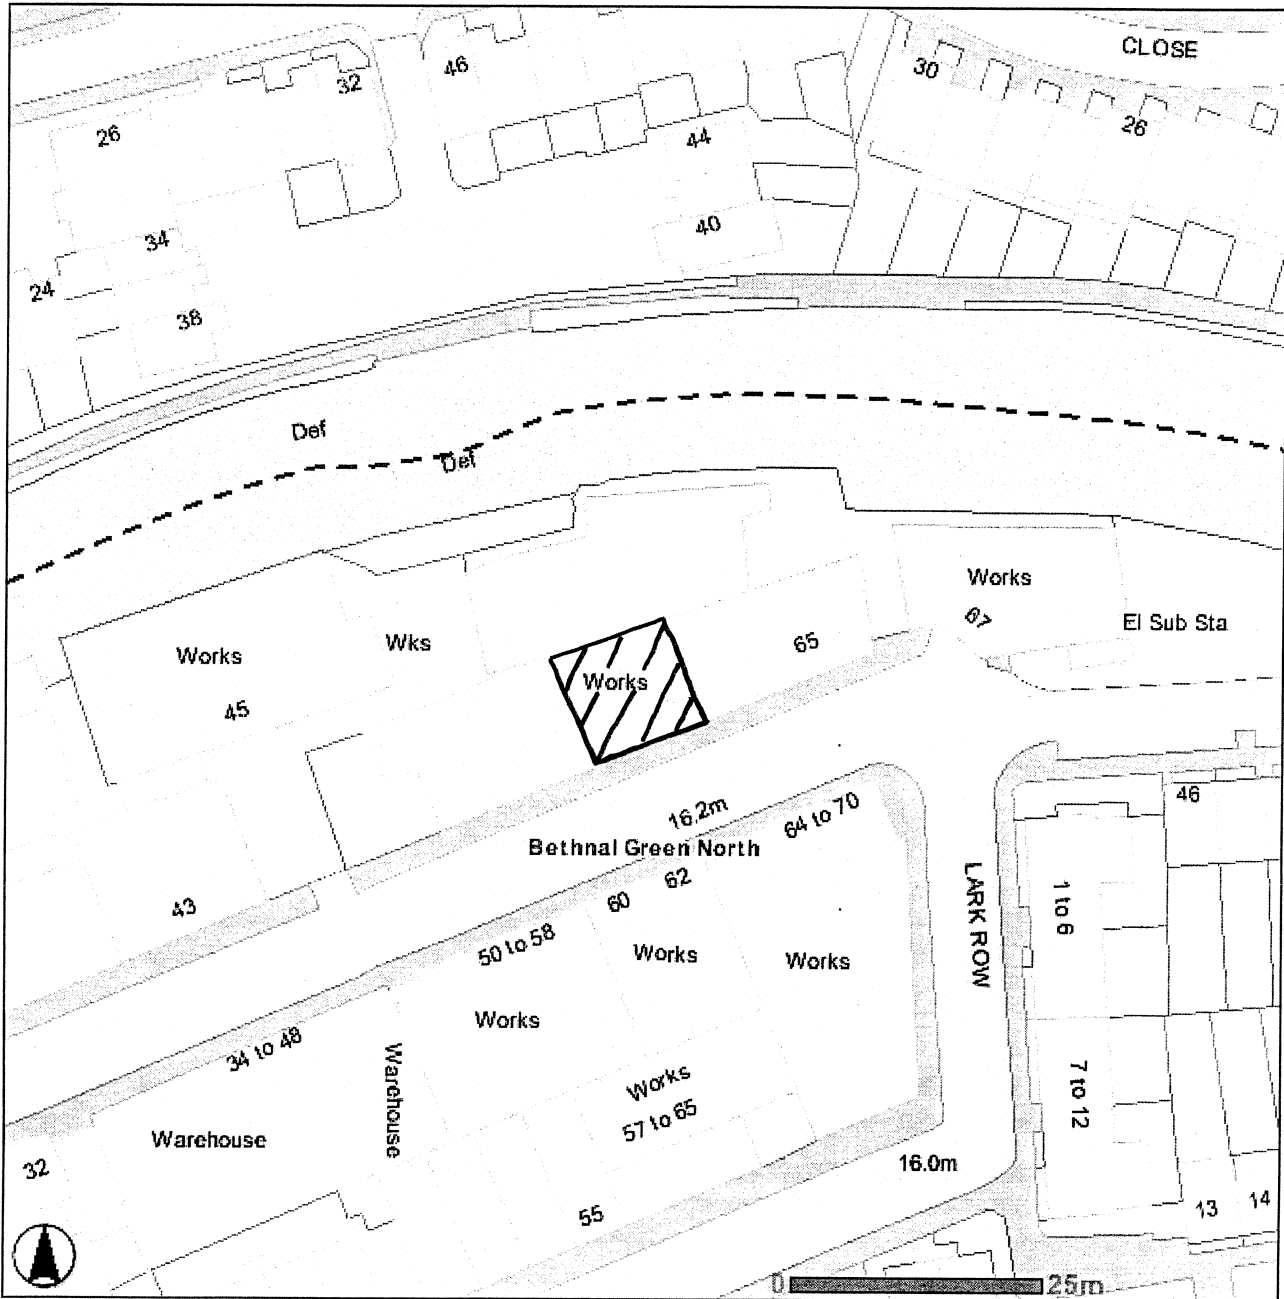 CLOSE
46
32
30
26
26
44
40
34
24
38
Def
Def
Works
Works
Wks
67
El Sub Sta
65
Works
Works
45
46
16.2m
64 to 70
Bethnal Green North
62
60
43
1 to 6
LARK ROW
50 to 58
Works
Works
Works
34 to 48
Warehouse
Works
57 to 65
7 to 12
Warehouse
32
16.0m
55
13
14
0
25m